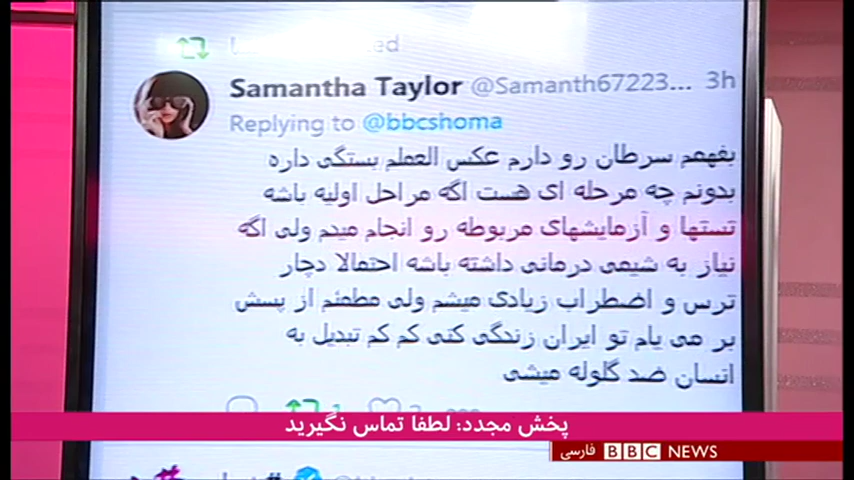 Samantha Taylor @Samanth67223... 3h
Replying to @bbcshoma
بفهمم سرطان رو دارم عکس العملم بستگی داره
بدونم چه مرحله ای هست اگه مراحل اولیه باشه
تستها و آزمایشهای مربوطه رو انجام میدم ولی اگه
نیاز به شیمی درمانی داشته باشه احتمالا دچار
ترس و اضطراب زیادی میشم ولی مطمئنم از پسش
بر می یام تو ایران زندگی کنی کم کم تبدیل به
انسان ضد گلوله میشی
پخش مجدد: لطفا تماس نگیرید
BBC NEWS فارسی